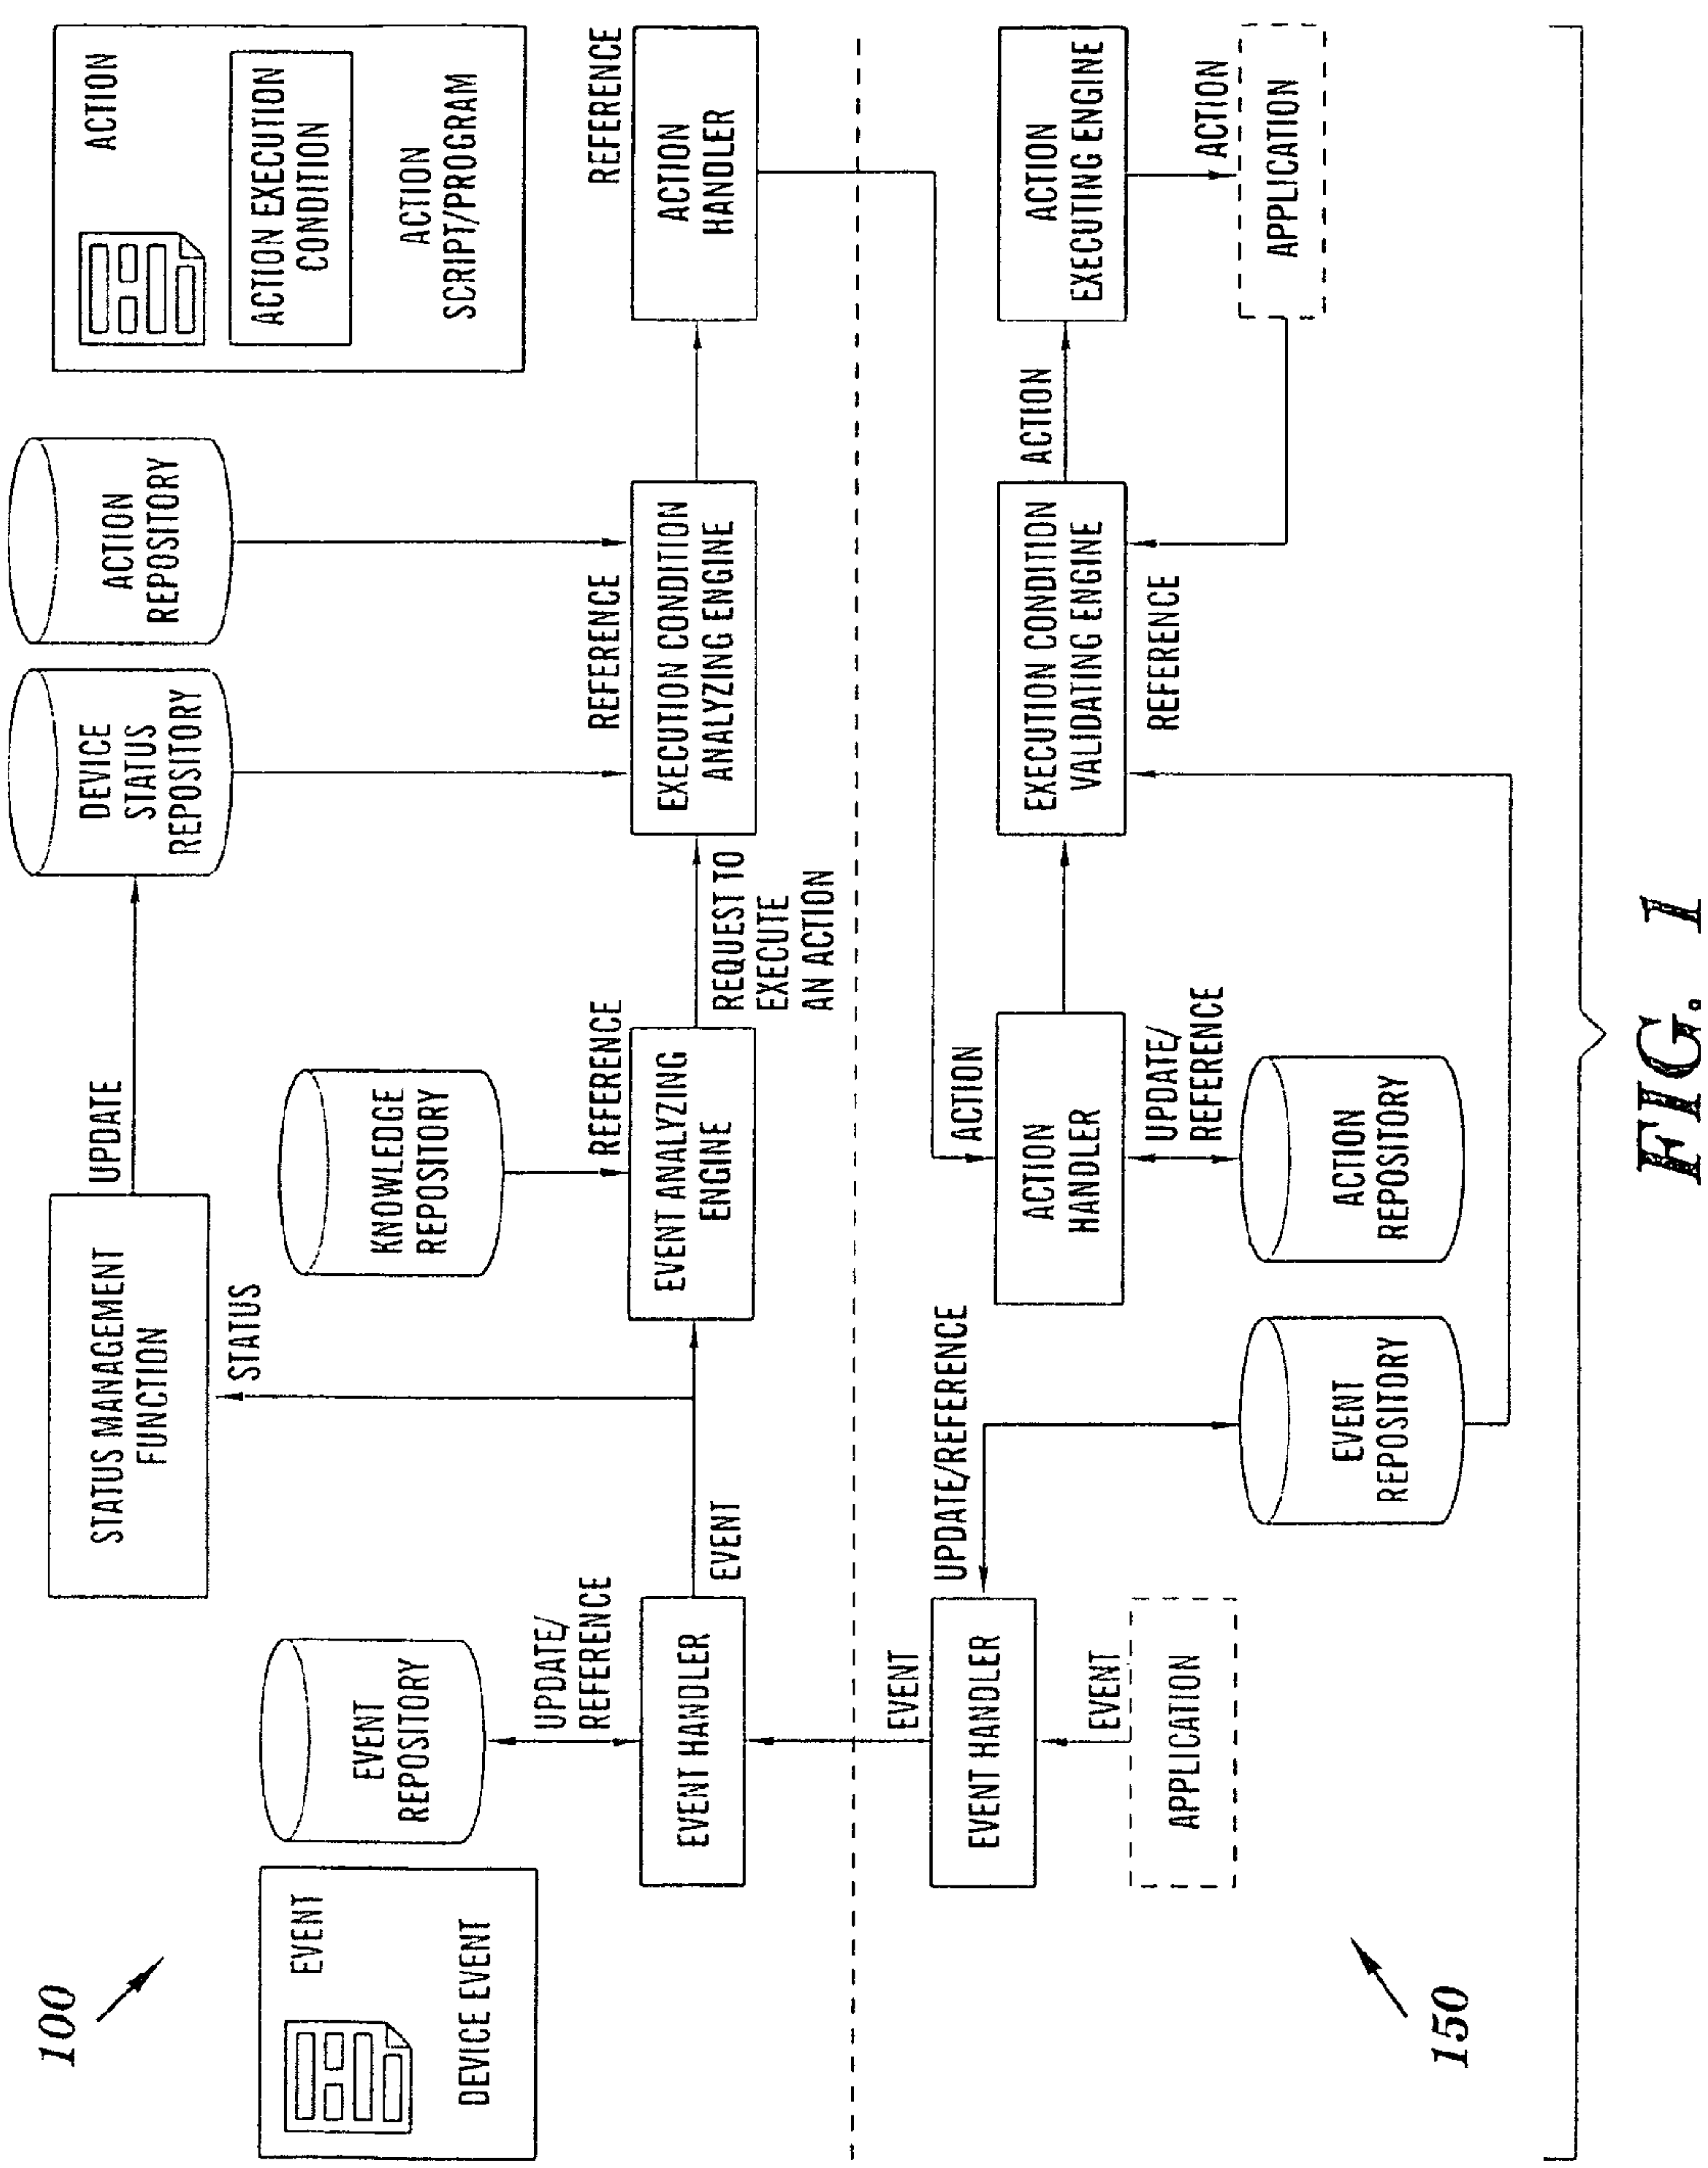 100
EVENT
DEVICE EVENT
EVENT
REPOSITORY
UPDATE/
REFERENCE
EVENT HANDLER
EVENT
STATUS MANAGEMENT
FUNCTION
STATUS
UPDATE
KNOWLEDGE
REPOSITORY
REFERENCE
EVENT ANALYZING
ENGINE
REQUEST TO
EXECUTE
AN ACTION
DEVICE
STATUS
REPOSITORY
ACTION
REPOSITORY
REFERENCE
EXECUTION CONDITION
ANALYZING ENGINE
ACTION
ACTION EXECUTION
CONDITION
ACTION
SCRIPT/PROGRAM
REFERENCE
ACTION
HANDLER
150
EVENT
EVENT HANDLER
EVENT
APPLICATION
UPDATE/REFERENCE
EVENT
REPOSITORY
ACTION
ACTION
HANDLER
UPDATE/
REFERENCE
ACTION
REPOSITORY
EXECUTION CONDITION
VALIDATING ENGINE
REFERENCE
ACTION
ACTION
EXECUTING ENGINE
ACTION
APPLICATION
FIG. 1